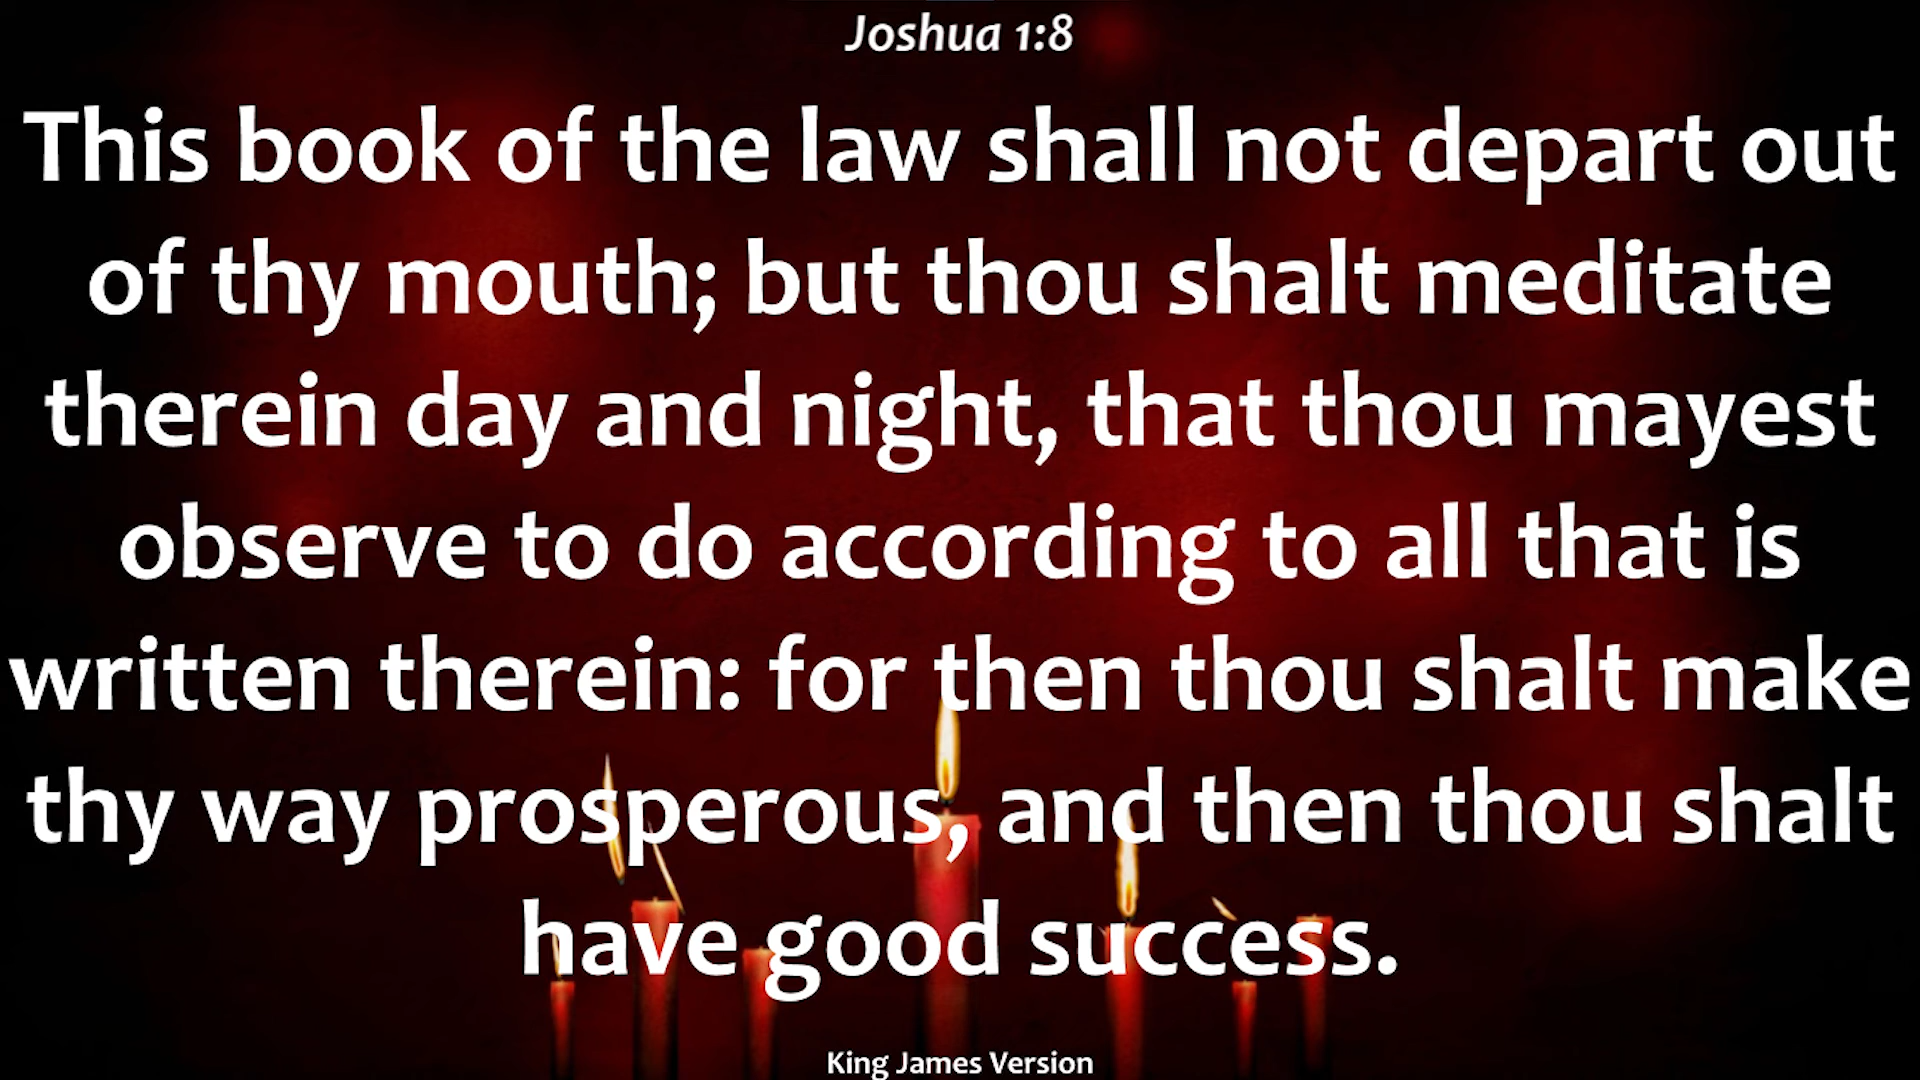 Joshua 1:8
This book of the law shall not depart out
of thy mouth; but thou shalt meditate
therein day and night, that thou mayest
observe to do according to all that is
written therein: for then thou shalt make
thy way prosperous, and then thou shalt
have good success.
King James Version